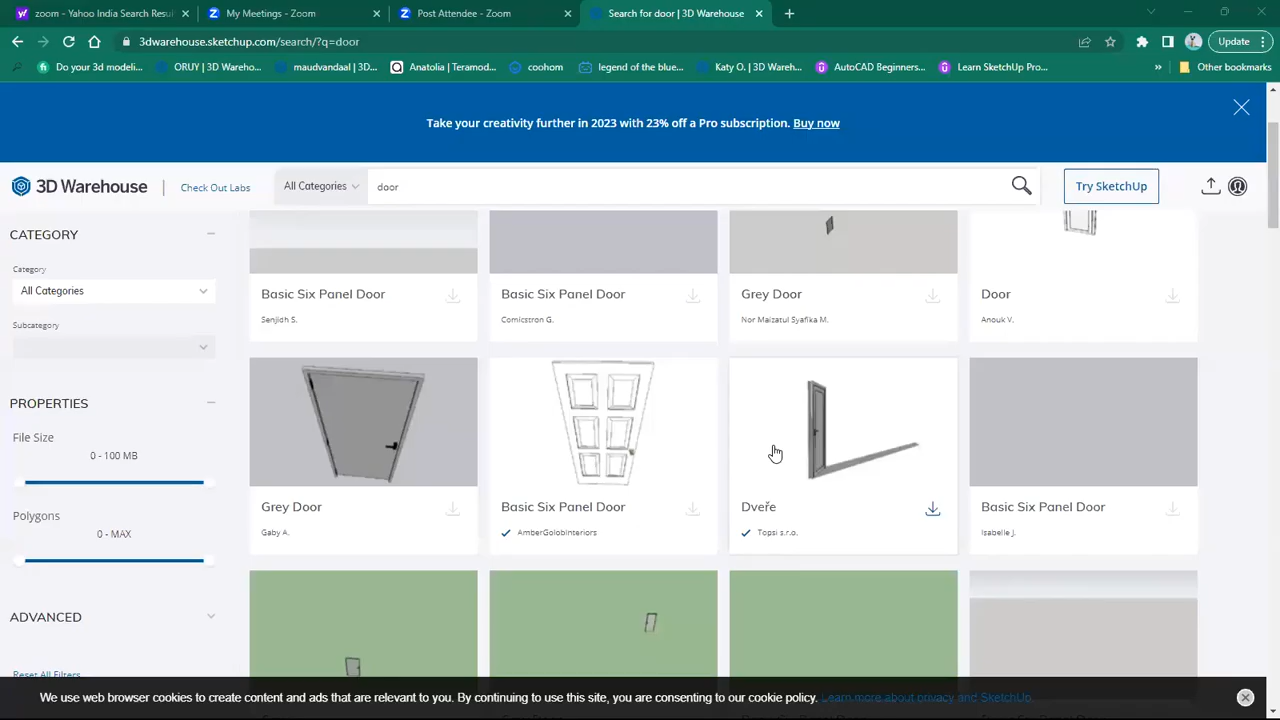 zoom - Yahoo India Search Resul
My Meetings - Zoom
Post Attendee - Zoom
Search for door | 3D Warehouse
3dwarehouse.sketchup.com/search/?q=door
Update
Do your 3d modeli...
ORUY | 3D Wareho...
maudvandaal | 3D...
Anatolia | Teramod...
coohom
legend of the blue...
Katy O. | 3D Wareh...
AutoCAD Beginners...
Learn SketchUp Pro...
»
Other bookmarks
Take your creativity further in 2023 with 23% off a Pro subscription. Buy now
3D Warehouse
Check Out Labs
All Categories
door
Try SketchUp
CATEGORY
Category
All Categories
Subcategory
PROPERTIES
File Size
0 - 100 MB
Polygons
0 - MAX
ADVANCED
Reset All Filters
Basic Six Panel Door
Senjidh S.
Basic Six Panel Door
Comicstron G.
Grey Door
Nor Maizatul Syafika M.
Door
Anouk V.
Grey Door
Gaby A.
Basic Six Panel Door
AmberGolobInteriors
Dveře
Topsi s.r.o.
Basic Six Panel Door
Isabelle J.
We use web browser cookies to create content and ads that are relevant to you. By continuing to use this site, you are consenting to our cookie policy. Learn more about privacy and SketchUp.